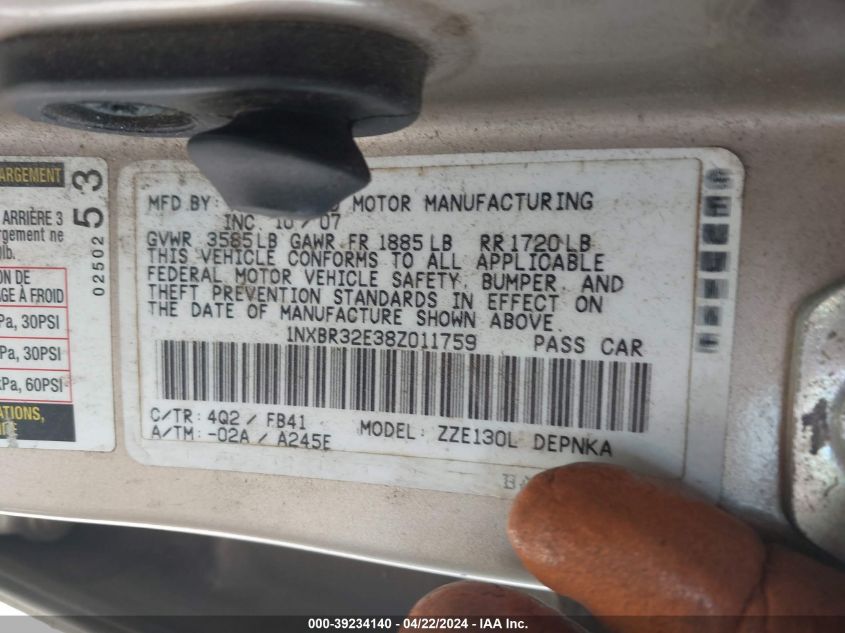 ARGEMENT
ARRIÈRE 3
rgement ne
lb.
ON DE
AGE À FROID
Pa, 30PSI
Pa, 30PSI
kPa, 60PSI
ATIONS,
02502
53
MFD BY: MOTOR MANUFACTURING
INC. 10/07
GVWR 3585LB GAWR FR 1885LB RR1720LB
THIS VEHICLE CONFORMS TO ALL APPLICABLE
FEDERAL MOTOR VEHICLE SAFETY, BUMPER, AND
THEFT PREVENTION STANDARDS IN EFFECT ON
THE DATE OF MANUFACTURE SHOWN ABOVE.
1NXBR32E38Z011759 PASS CAR
C/TR: 4Q2 / FB41
A/TM: -02A / A245E
MODEL: ZZE130L DEPNKA
000-39234140 - 04/22/2024 - IAA Inc.